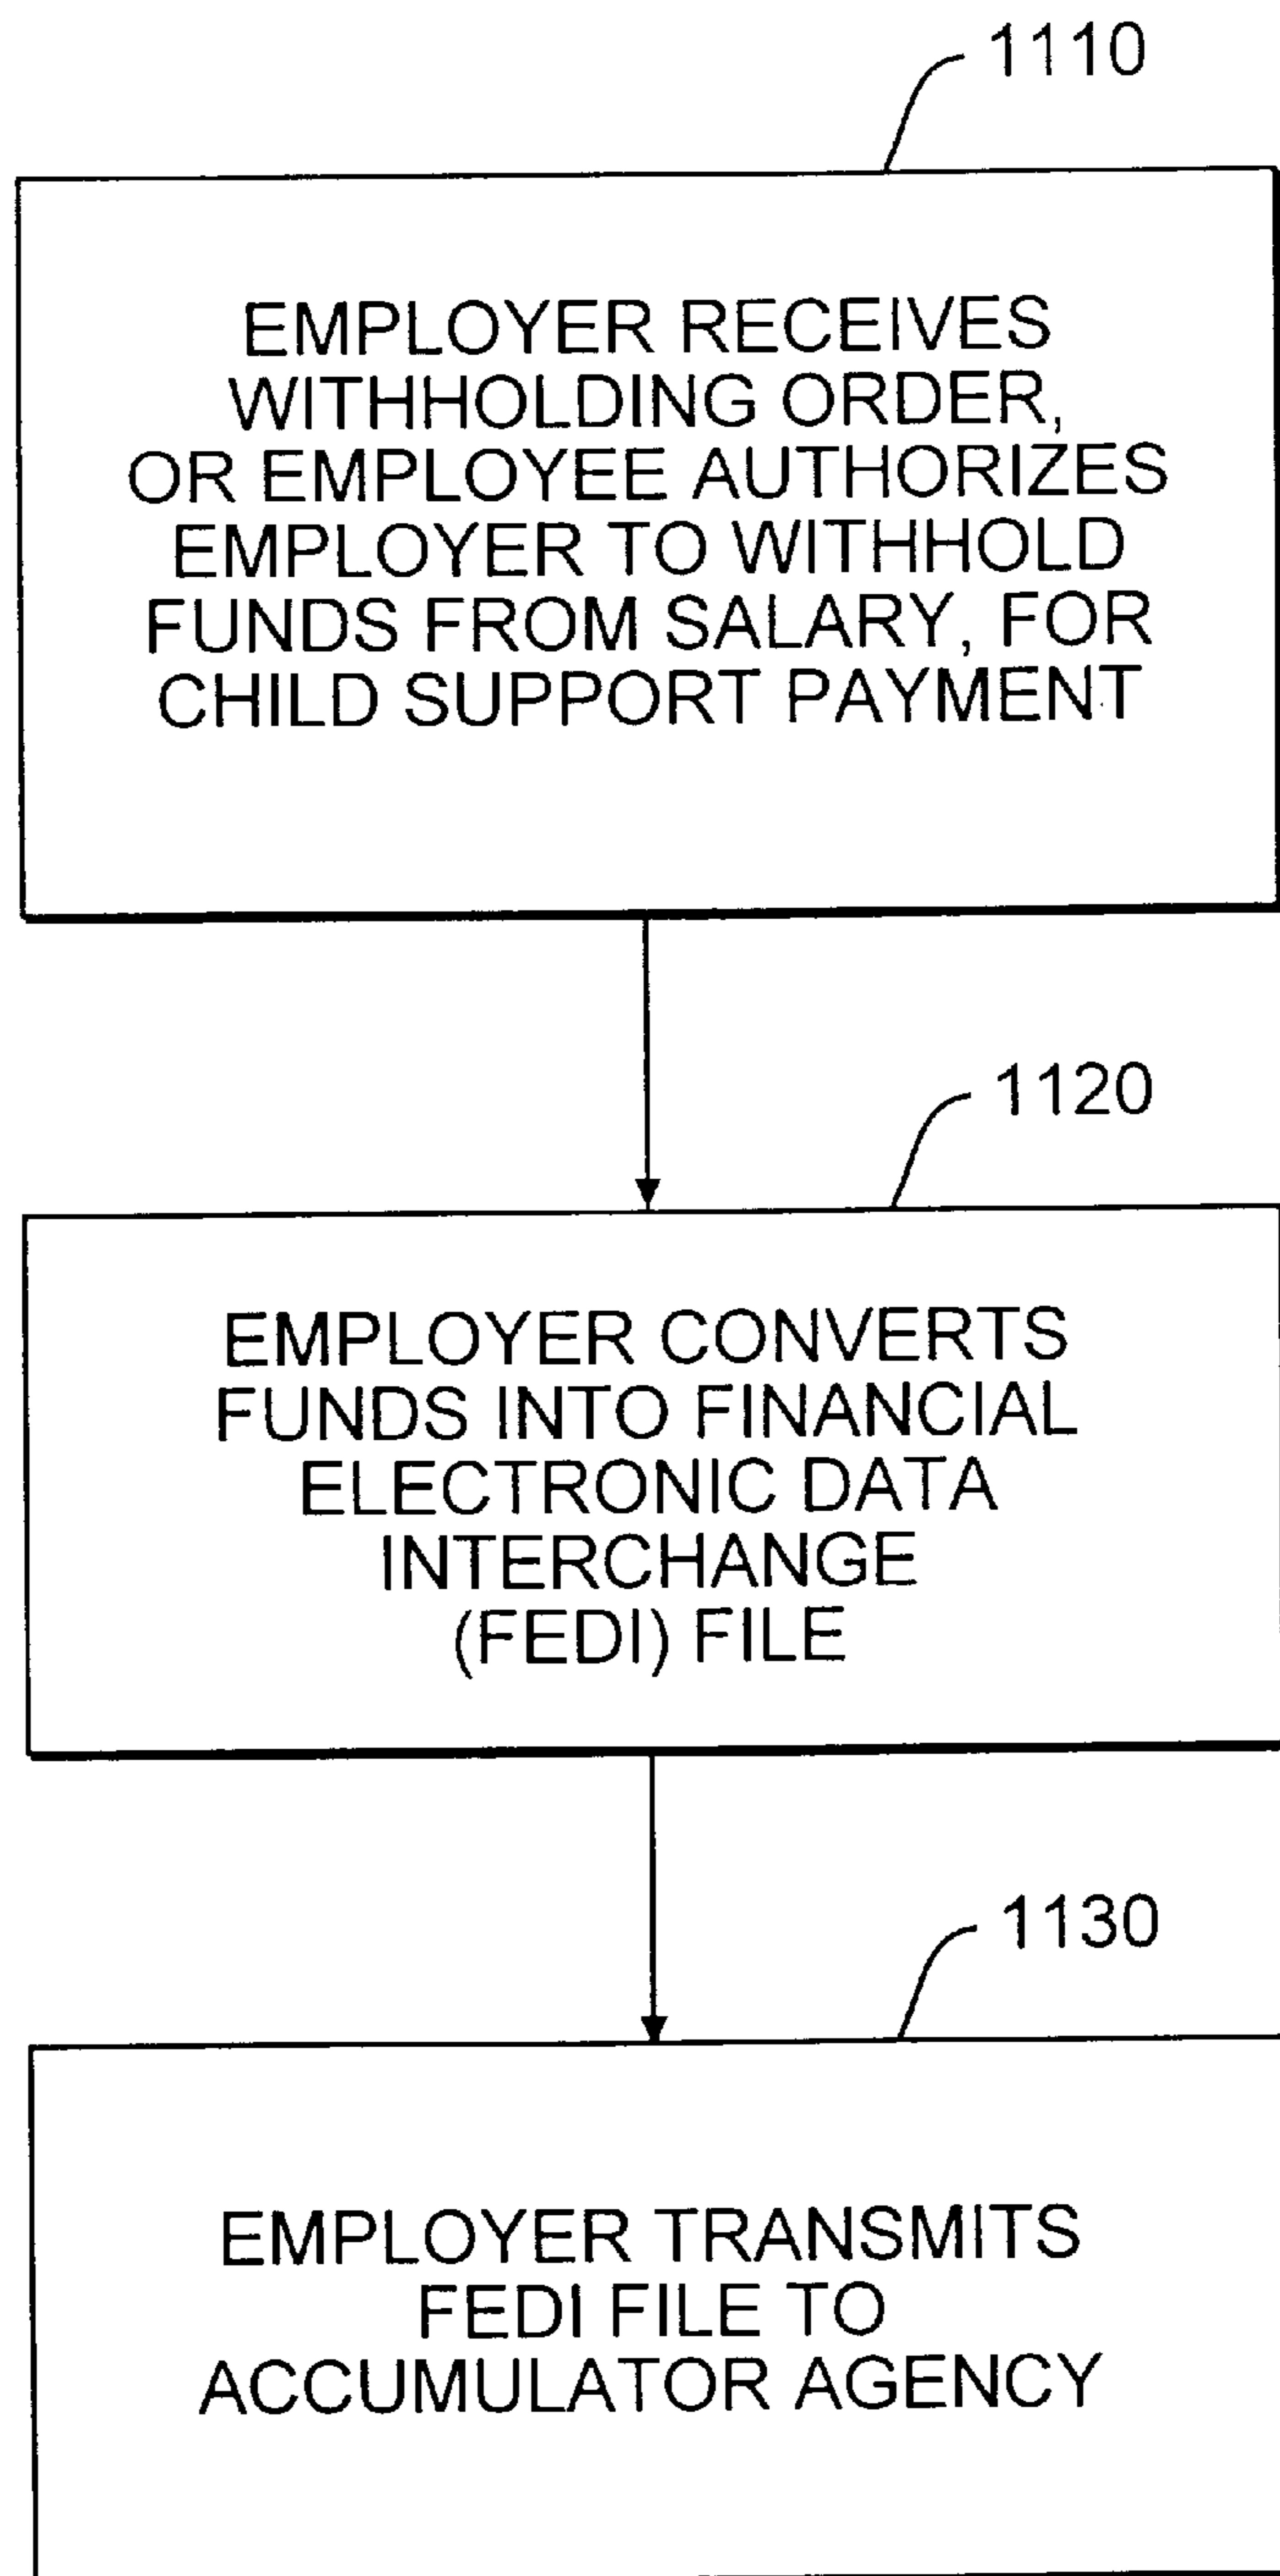 1110
EMPLOYER RECEIVES
WITHHOLDING ORDER,
OR EMPLOYEE AUTHORIZES
EMPLOYER TO WITHHOLD
FUNDS FROM SALARY, FOR
CHILD SUPPORT PAYMENT
1120
EMPLOYER CONVERTS
FUNDS INTO FINANCIAL
ELECTRONIC DATA
INTERCHANGE
(FEDI) FILE
1130
EMPLOYER TRANSMITS
FEDI FILE TO
ACCUMULATOR AGENCY